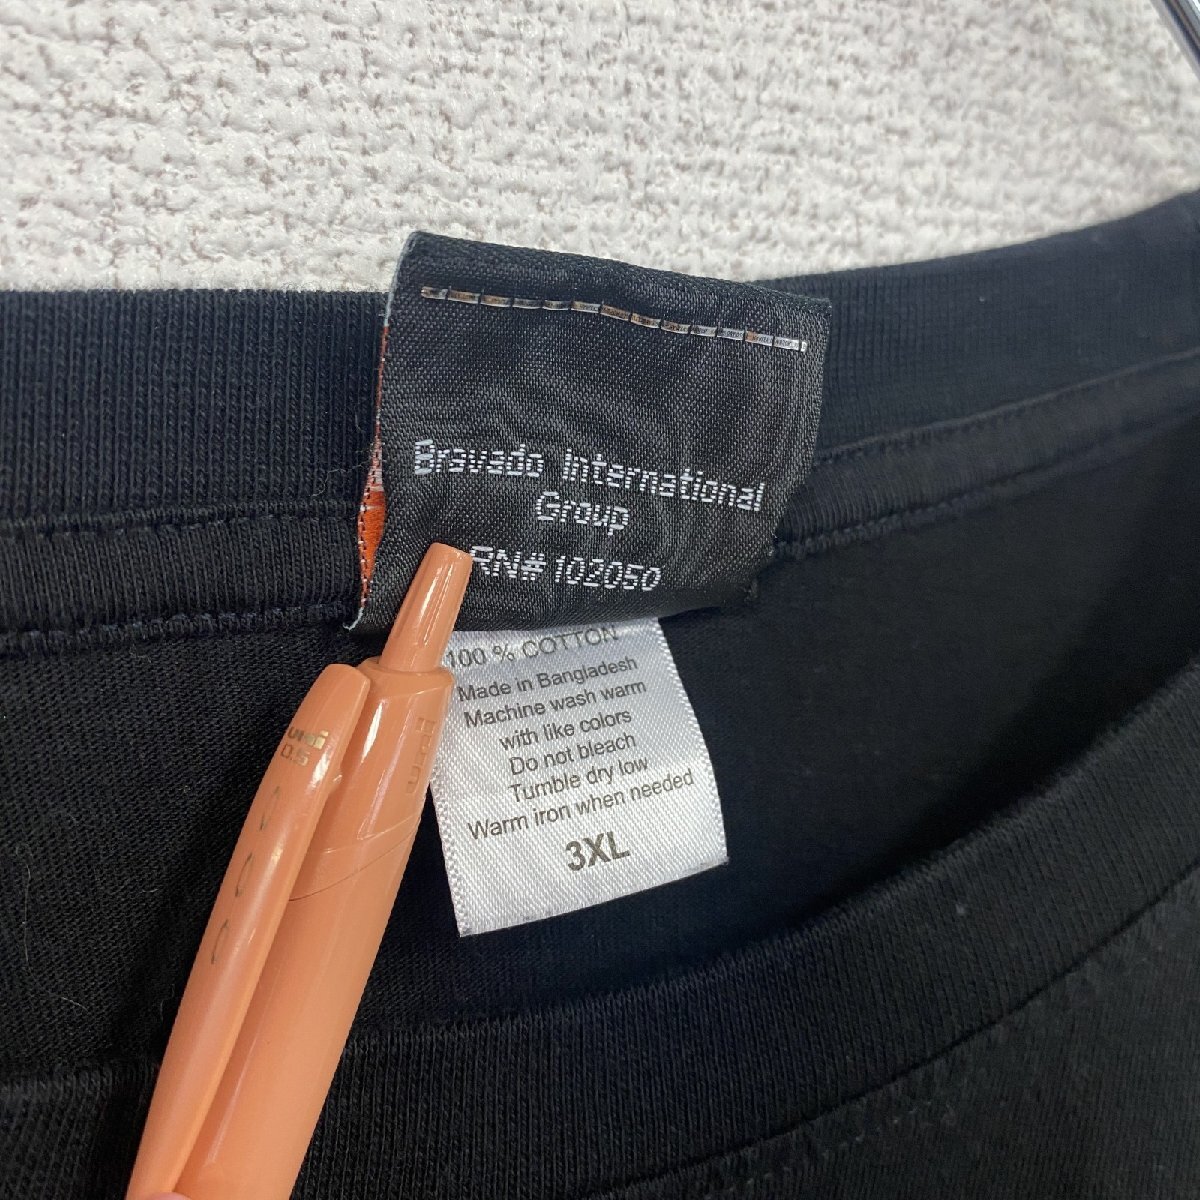 Bravado International
Group
RN# 102050
100 % COTTON
Made in Bangladesh
Machine wash warm
with like colors
Do not bleach
Tumble dry low
Warm iron when needed
3XL
uni
0.5